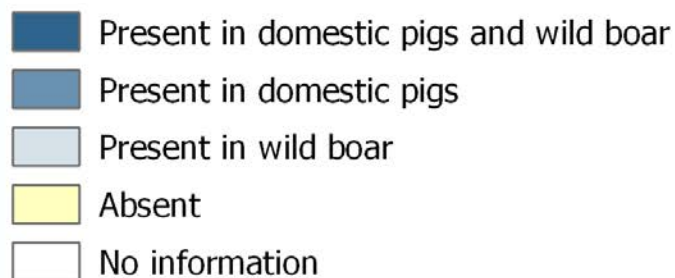 Present in domestic pigs and wild boar
Present in domestic pigs
Present in wild boar
Absent
No information